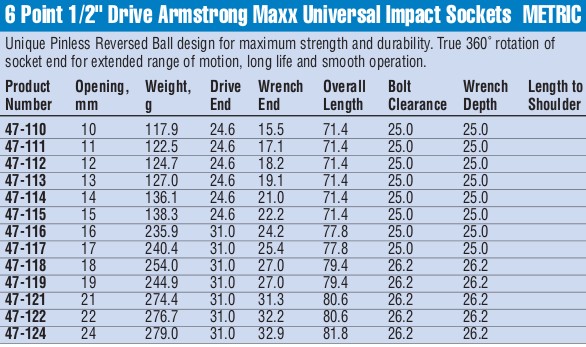 6 Point 1/2" Drive Armstrong Maxx Universal Impact Sockets METRIC
Unique Pinless Reversed Ball design for maximum strength and durability. True 360° rotation of
socket end for extended range of motion, long life and smooth operation.
Product Opening, Weight, Drive Wrench Overall Bolt Wrench Length to
Number mm g End End Length Clearance Depth Shoulder
47-110 10 117.9 24.6 15.5 71.4 25.0 25.0
47-111 11 122.5 24.6 17.1 71.4 25.0 25.0
47-112 12 124.7 24.6 18.2 71.4 25.0 25.0
47-113 13 127.0 24.6 19.1 71.4 25.0 25.0
47-114 14 136.1 24.6 21.0 71.4 25.0 25.0
47-115 15 138.3 24.6 22.2 71.4 25.0 25.0
47-116 16 235.9 31.0 24.2 77.8 25.0 25.0
47-117 17 240.4 31.0 25.4 77.8 25.0 25.0
47-118 18 254.0 31.0 27.0 79.4 26.2 26.2
47-119 19 244.9 31.0 27.0 79.4 26.2 26.2
47-121 21 274.4 31.0 31.3 80.6 26.2 26.2
47-122 22 276.7 31.0 32.2 80.6 26.2 26.2
47-124 24 279.0 31.0 32.9 81.8 26.2 26.2